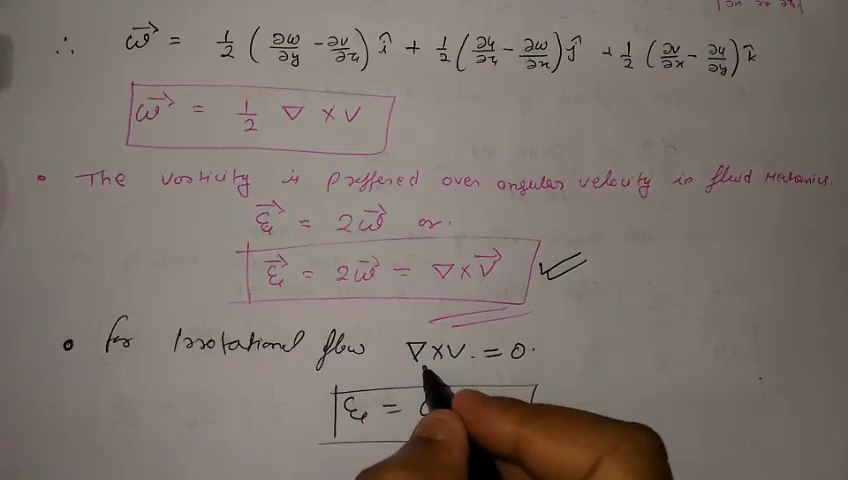 ∴ ω⃗ = 1/2 (∂w/∂y - ∂v/∂z) î + 1/2 (∂u/∂z - ∂w/∂x) ĵ + 1/2 (∂v/∂x - ∂u/∂y) k̂
ω⃗ = 1/2 ∇ × V
• The vorticity is preffered over angular velocity in fluid mechanics.
ξ⃗ = 2ω⃗ or.
ξ⃗ = 2ω⃗ = ∇×V⃗
• for Irrotational flow ∇×V. = 0.
ξ =